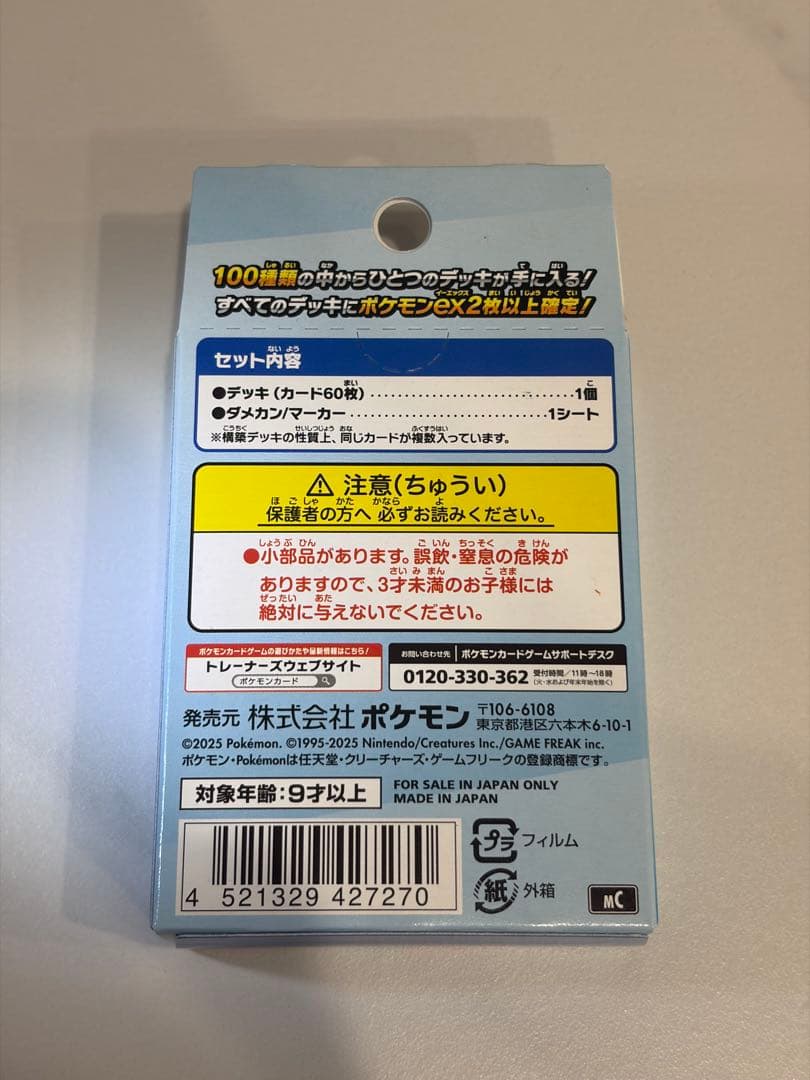 100種類の中からひとつのデッキが手に入る!
すべてのデッキにポケモンex2枚以上確定!
セット内容
●デッキ(カード60枚)‥‥‥‥‥‥‥‥‥‥1個
●ダメカン/マーカー‥‥‥‥‥‥‥‥‥‥1シート
※構築デッキの性質上、同じカードが複数入っています。
注意(ちゅうい)
保護者の方へ 必ずお読みください。
●小部品があります。誤飲・窒息の危険が
ありますので、3才未満のお子様には
絶対に与えないでください。
ポケモンカードゲームの遊びかたや最新情報はこちら!
トレーナーズウェブサイト
ポケモンカード
お問い合わせ先 ポケモンカードゲームサポートデスク
0120-330-362 受付時間/11時~18時
(火・水および年末年始を除く)
発売元 株式会社 ポケモン 〒106-6108
東京都港区六本木6-10-1
©2025 Pokémon. ©1995-2025 Nintendo/Creatures Inc./GAME FREAK inc.
ポケモン・Pokémonは任天堂・クリーチャーズ・ゲームフリークの登録商標です。
対象年齢:9才以上
FOR SALE IN JAPAN ONLY
MADE IN JAPAN
4 521329 427270
プラ フィルム
紙 外箱
MC